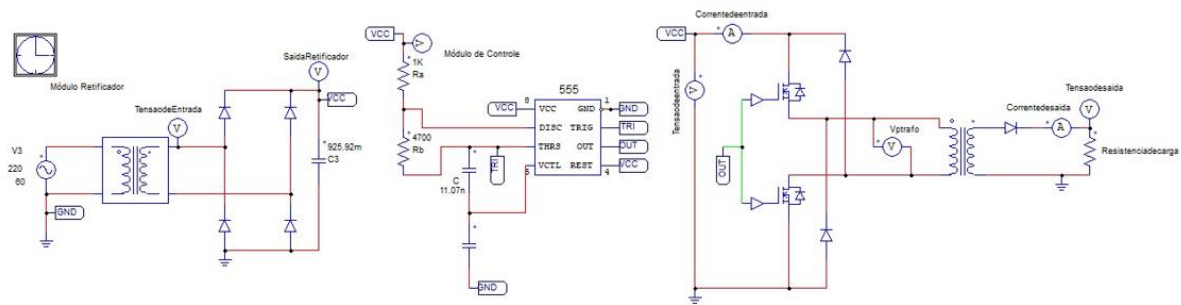 Módulo Retificador
V3
220
60
GND
TensaodeEntrada
V
SaidaRetificador
V
VCC
925.92m
C3
VCC
V
Módulo de Controle
1K
Ra
4700
Rb
C
11.07n
TRI
GND
555
VCC
8
VCC
GND
1
GND
DISC
TRIG
TRI
THRS
OUT
OUT
VCTL
REST
VCC
5
4
VCC
Correntedeentrada
A
Tensaodeentrada
V
OUT
Vptrafo
V
Correntedesaida
A
Tensaodesaida
V
Resistenciadecarga